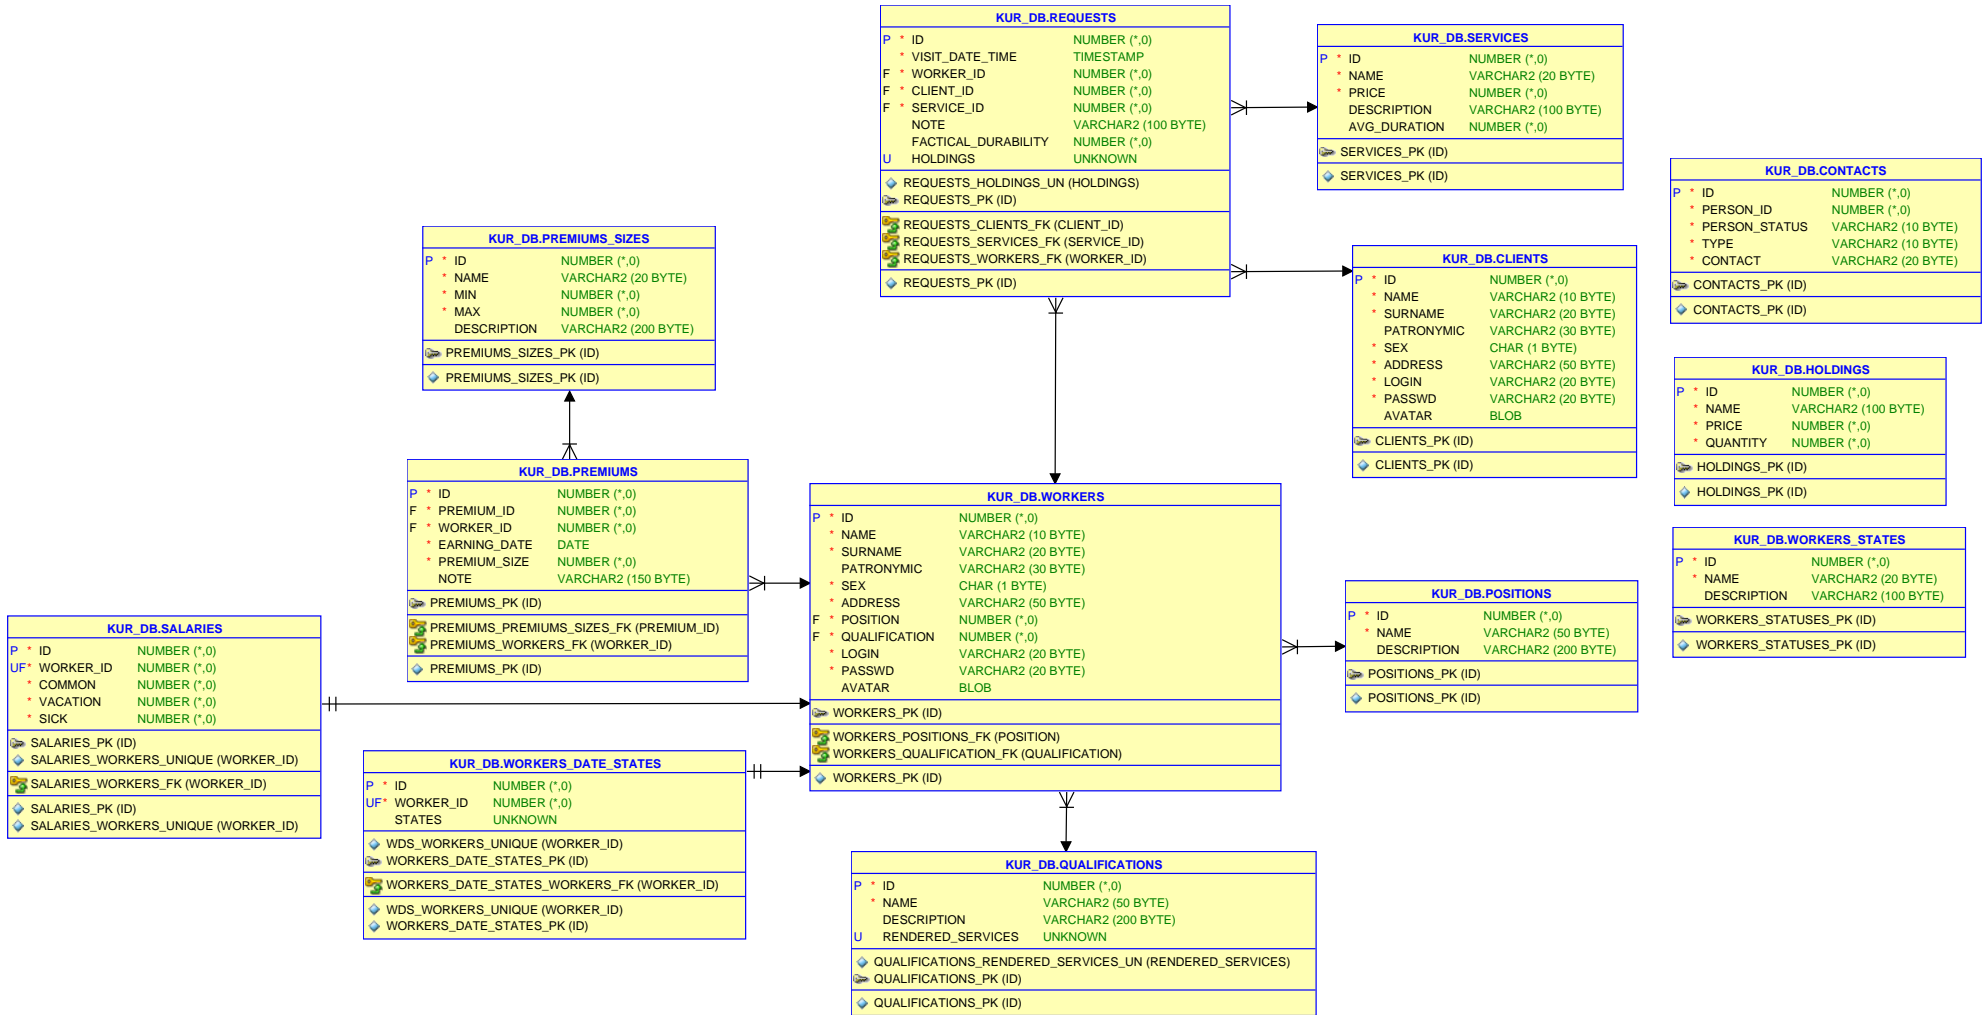 KUR_DB.REQUESTS
P * ID NUMBER (*,0)
* VISIT_DATE_TIME TIMESTAMP
F * WORKER_ID NUMBER (*,0)
F * CLIENT_ID NUMBER (*,0)
F * SERVICE_ID NUMBER (*,0)
NOTE VARCHAR2 (100 BYTE)
FACTICAL_DURABILITY NUMBER (*,0)
U HOLDINGS UNKNOWN
REQUESTS_HOLDINGS_UN (HOLDINGS)
REQUESTS_PK (ID)
REQUESTS_CLIENTS_FK (CLIENT_ID)
REQUESTS_SERVICES_FK (SERVICE_ID)
REQUESTS_WORKERS_FK (WORKER_ID)
REQUESTS_PK (ID)
KUR_DB.SERVICES
P * ID NUMBER (*,0)
* NAME VARCHAR2 (20 BYTE)
* PRICE NUMBER (*,0)
DESCRIPTION VARCHAR2 (100 BYTE)
AVG_DURATION NUMBER (*,0)
SERVICES_PK (ID)
SERVICES_PK (ID)
KUR_DB.CONTACTS
P * ID NUMBER (*,0)
* PERSON_ID NUMBER (*,0)
* PERSON_STATUS VARCHAR2 (10 BYTE)
* TYPE VARCHAR2 (10 BYTE)
* CONTACT VARCHAR2 (20 BYTE)
CONTACTS_PK (ID)
CONTACTS_PK (ID)
KUR_DB.PREMIUMS_SIZES
P * ID NUMBER (*,0)
* NAME VARCHAR2 (20 BYTE)
* MIN NUMBER (*,0)
* MAX NUMBER (*,0)
DESCRIPTION VARCHAR2 (200 BYTE)
PREMIUMS_SIZES_PK (ID)
PREMIUMS_SIZES_PK (ID)
KUR_DB.CLIENTS
P * ID NUMBER (*,0)
* NAME VARCHAR2 (10 BYTE)
* SURNAME VARCHAR2 (20 BYTE)
PATRONYMIC VARCHAR2 (30 BYTE)
* SEX CHAR (1 BYTE)
* ADDRESS VARCHAR2 (50 BYTE)
* LOGIN VARCHAR2 (20 BYTE)
* PASSWD VARCHAR2 (20 BYTE)
AVATAR BLOB
CLIENTS_PK (ID)
CLIENTS_PK (ID)
KUR_DB.HOLDINGS
P * ID NUMBER (*,0)
* NAME VARCHAR2 (100 BYTE)
* PRICE NUMBER (*,0)
* QUANTITY NUMBER (*,0)
HOLDINGS_PK (ID)
HOLDINGS_PK (ID)
KUR_DB.PREMIUMS
P * ID NUMBER (*,0)
F * PREMIUM_ID NUMBER (*,0)
F * WORKER_ID NUMBER (*,0)
* EARNING_DATE DATE
* PREMIUM_SIZE NUMBER (*,0)
NOTE VARCHAR2 (150 BYTE)
PREMIUMS_PK (ID)
PREMIUMS_PREMIUMS_SIZES_FK (PREMIUM_ID)
PREMIUMS_WORKERS_FK (WORKER_ID)
PREMIUMS_PK (ID)
KUR_DB.WORKERS
P * ID NUMBER (*,0)
* NAME VARCHAR2 (10 BYTE)
* SURNAME VARCHAR2 (20 BYTE)
PATRONYMIC VARCHAR2 (30 BYTE)
* SEX CHAR (1 BYTE)
* ADDRESS VARCHAR2 (50 BYTE)
F * POSITION NUMBER (*,0)
F * QUALIFICATION NUMBER (*,0)
* LOGIN VARCHAR2 (20 BYTE)
* PASSWD VARCHAR2 (20 BYTE)
AVATAR BLOB
WORKERS_PK (ID)
WORKERS_POSITIONS_FK (POSITION)
WORKERS_QUALIFICATION_FK (QUALIFICATION)
WORKERS_PK (ID)
KUR_DB.WORKERS_STATES
P * ID NUMBER (*,0)
* NAME VARCHAR2 (20 BYTE)
DESCRIPTION VARCHAR2 (100 BYTE)
WORKERS_STATUSES_PK (ID)
WORKERS_STATUSES_PK (ID)
KUR_DB.POSITIONS
P * ID NUMBER (*,0)
* NAME VARCHAR2 (50 BYTE)
DESCRIPTION VARCHAR2 (200 BYTE)
POSITIONS_PK (ID)
POSITIONS_PK (ID)
KUR_DB.SALARIES
P * ID NUMBER (*,0)
UF* WORKER_ID NUMBER (*,0)
* COMMON NUMBER (*,0)
* VACATION NUMBER (*,0)
* SICK NUMBER (*,0)
SALARIES_PK (ID)
SALARIES_WORKERS_UNIQUE (WORKER_ID)
SALARIES_WORKERS_FK (WORKER_ID)
SALARIES_PK (ID)
SALARIES_WORKERS_UNIQUE (WORKER_ID)
KUR_DB.WORKERS_DATE_STATES
P * ID NUMBER (*,0)
UF* WORKER_ID NUMBER (*,0)
STATES UNKNOWN
WDS_WORKERS_UNIQUE (WORKER_ID)
WORKERS_DATE_STATES_PK (ID)
WORKERS_DATE_STATES_WORKERS_FK (WORKER_ID)
WDS_WORKERS_UNIQUE (WORKER_ID)
WORKERS_DATE_STATES_PK (ID)
KUR_DB.QUALIFICATIONS
P * ID NUMBER (*,0)
* NAME VARCHAR2 (50 BYTE)
DESCRIPTION VARCHAR2 (200 BYTE)
U RENDERED_SERVICES UNKNOWN
QUALIFICATIONS_RENDERED_SERVICES_UN (RENDERED_SERVICES)
QUALIFICATIONS_PK (ID)
QUALIFICATIONS_PK (ID)